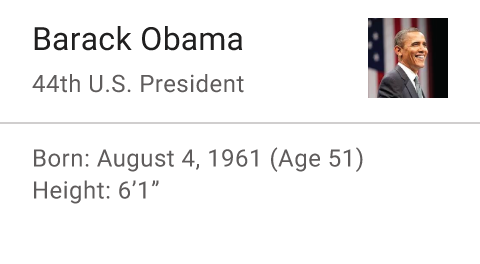 Barack Obama
44th U.S. President
Born: August 4, 1961 (Age 51)
Height: 6’1”